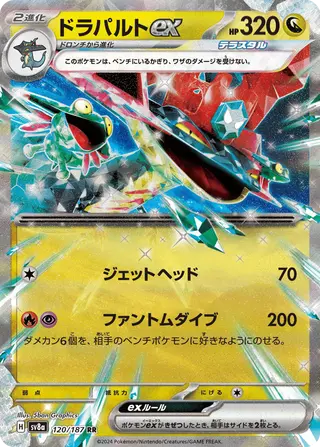 2進化
ドラパルトex
HP320
ドロンチから進化
テラスタル
このポケモンは、ベンチにいるかぎり、ワザのダメージを受けない。
ジェットヘッド 70
ファントムダイブ 200
ダメカン6個を、相手のベンチポケモンに好きなようにのせる。
弱点
抵抗力
にげる
exルール
ポケモンexがきぜつしたとき、相手はサイドを2枚とる。
Illus. 5ban Graphics
H sv8a 120/187 RR
©2024 Pokémon/Nintendo/Creatures/GAME FREAK.